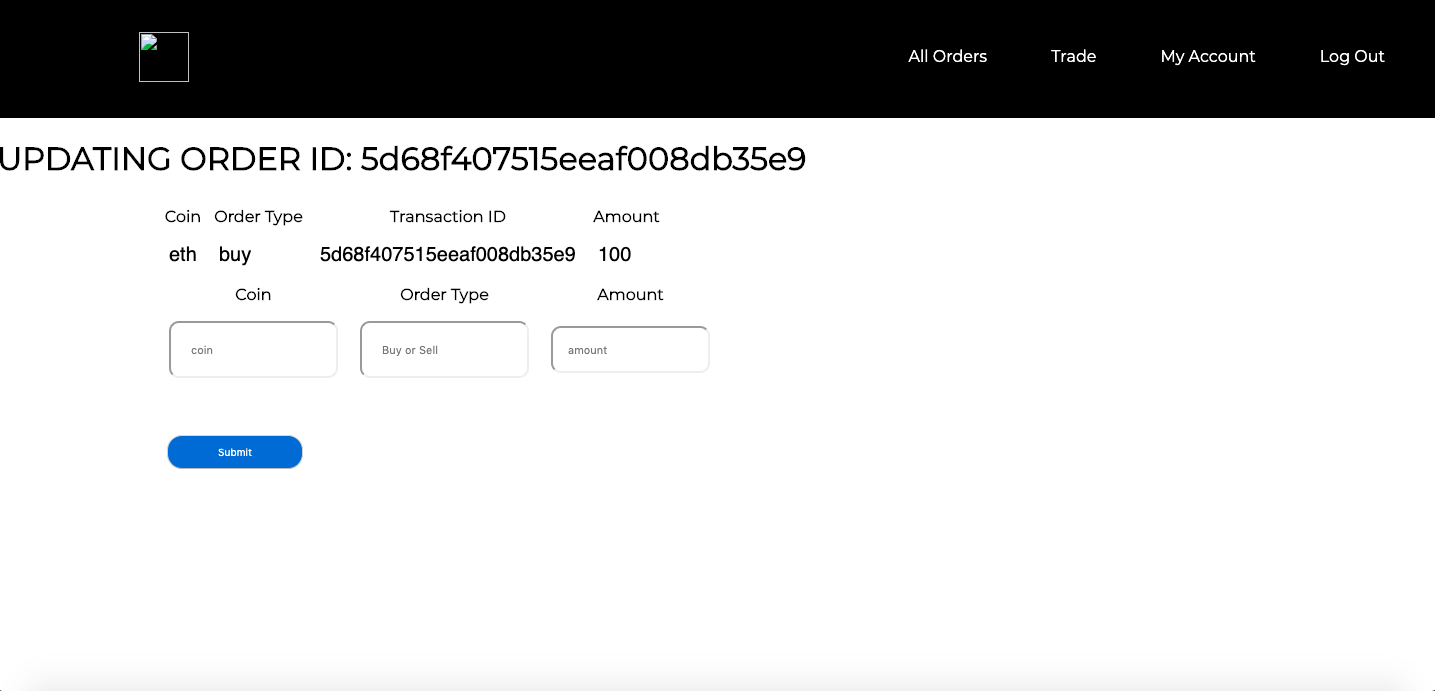 All Orders Trade My Account Log Out
UPDATING ORDER ID: 5d68f407515eeaf008db35e9
Coin Order Type Transaction ID Amount
eth buy 5d68f407515eeaf008db35e9 100
Coin Order Type Amount
coin Buy or Sell amount
Submit